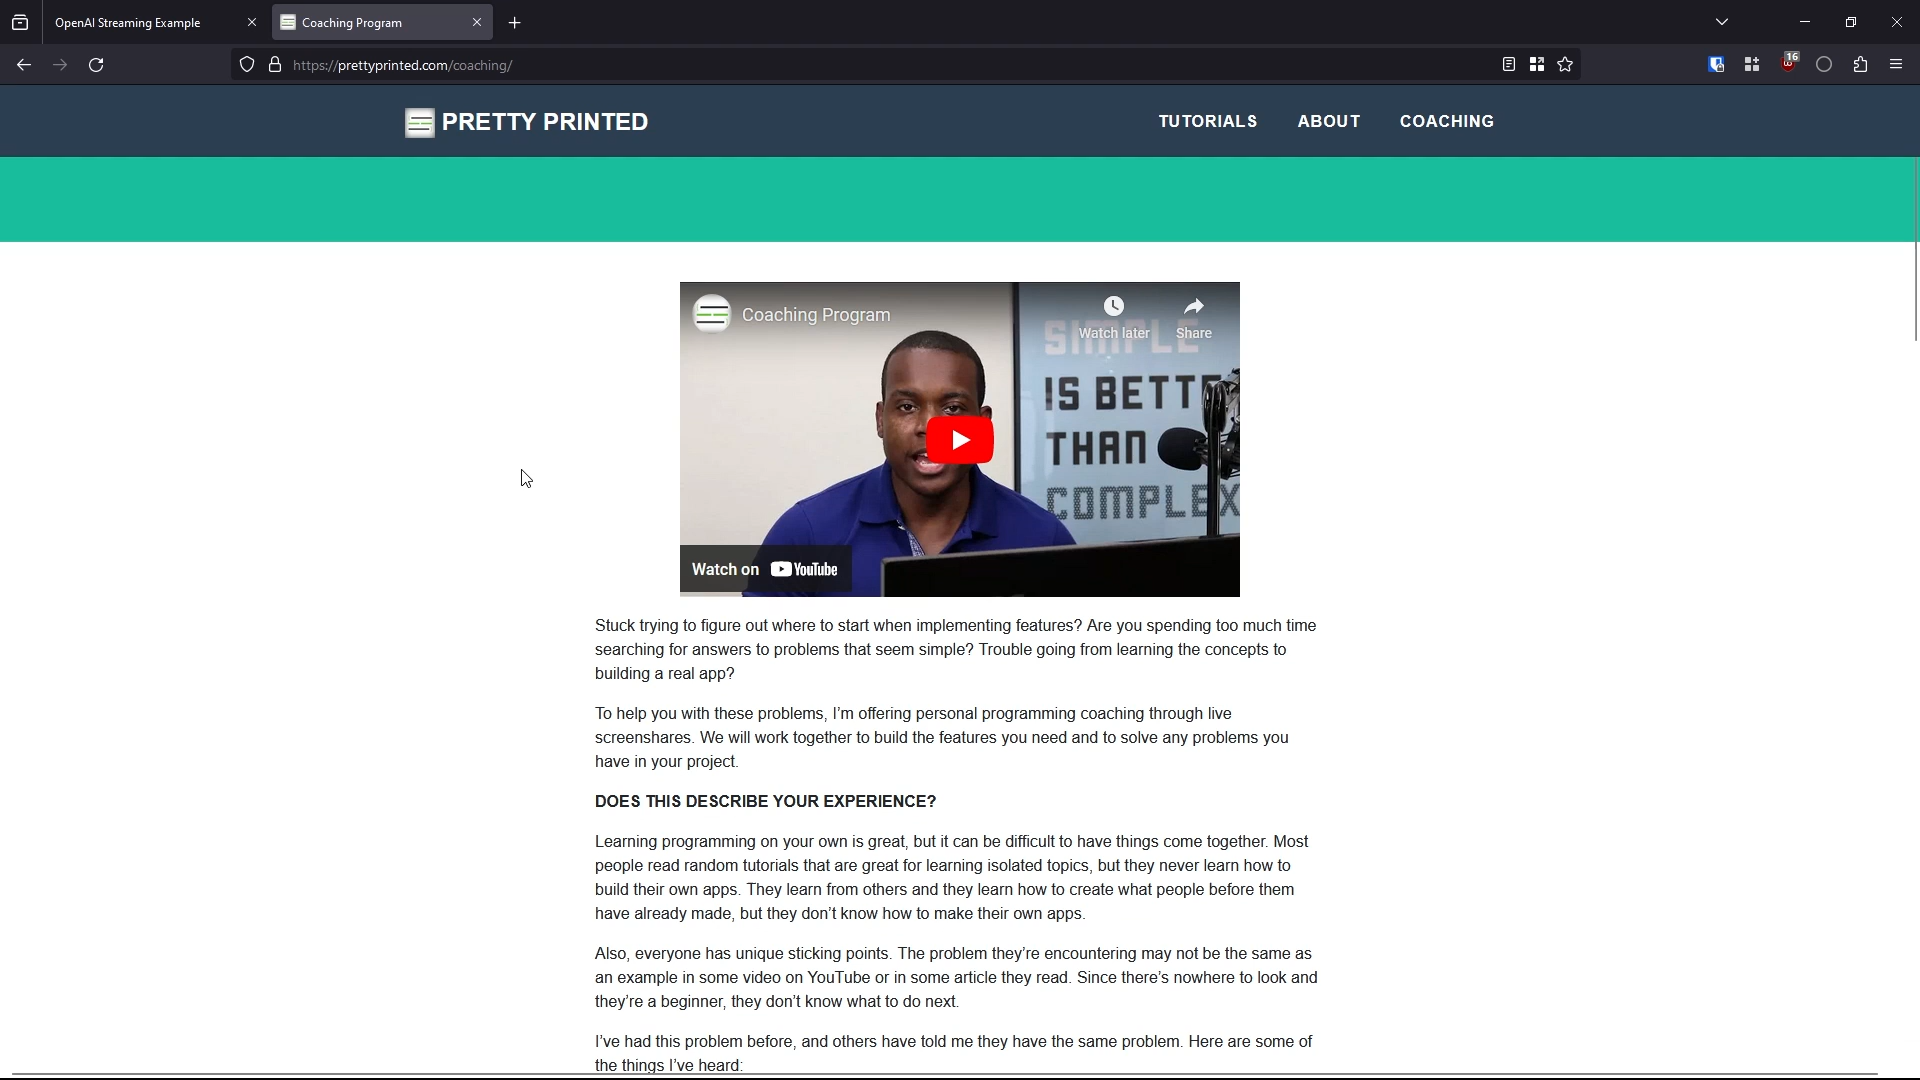 OpenAI Streaming Example
Coaching Program
https://prettyprinted.com/coaching/
16
PRETTY PRINTED
TUTORIALS
ABOUT
COACHING
Coaching Program
Watch later
Share
SIMPLE
IS BETTE
THAN
COMPLEX
Watch on YouTube
Stuck trying to figure out where to start when implementing features? Are you spending too much time
searching for answers to problems that seem simple? Trouble going from learning the concepts to
building a real app?
To help you with these problems, I’m offering personal programming coaching through live
screenshares. We will work together to build the features you need and to solve any problems you
have in your project.
DOES THIS DESCRIBE YOUR EXPERIENCE?
Learning programming on your own is great, but it can be difficult to have things come together. Most
people read random tutorials that are great for learning isolated topics, but they never learn how to
build their own apps. They learn from others and they learn how to create what people before them
have already made, but they don’t know how to make their own apps.
Also, everyone has unique sticking points. The problem they’re encountering may not be the same as
an example in some video on YouTube or in some article they read. Since there’s nowhere to look and
they’re a beginner, they don’t know what to do next.
I’ve had this problem before, and others have told me they have the same problem. Here are some of
the things I’ve heard: